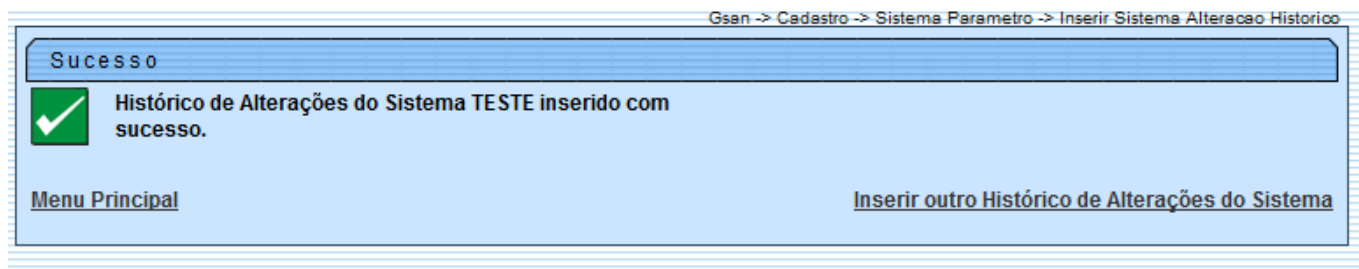 Gsan -> Cadastro -> Sistema Parametro -> Inserir Sistema Alteracao Historico
Sucesso
Histórico de Alterações do Sistema TESTE inserido com
sucesso.
Menu Principal
Inserir outro Histórico de Alterações do Sistema